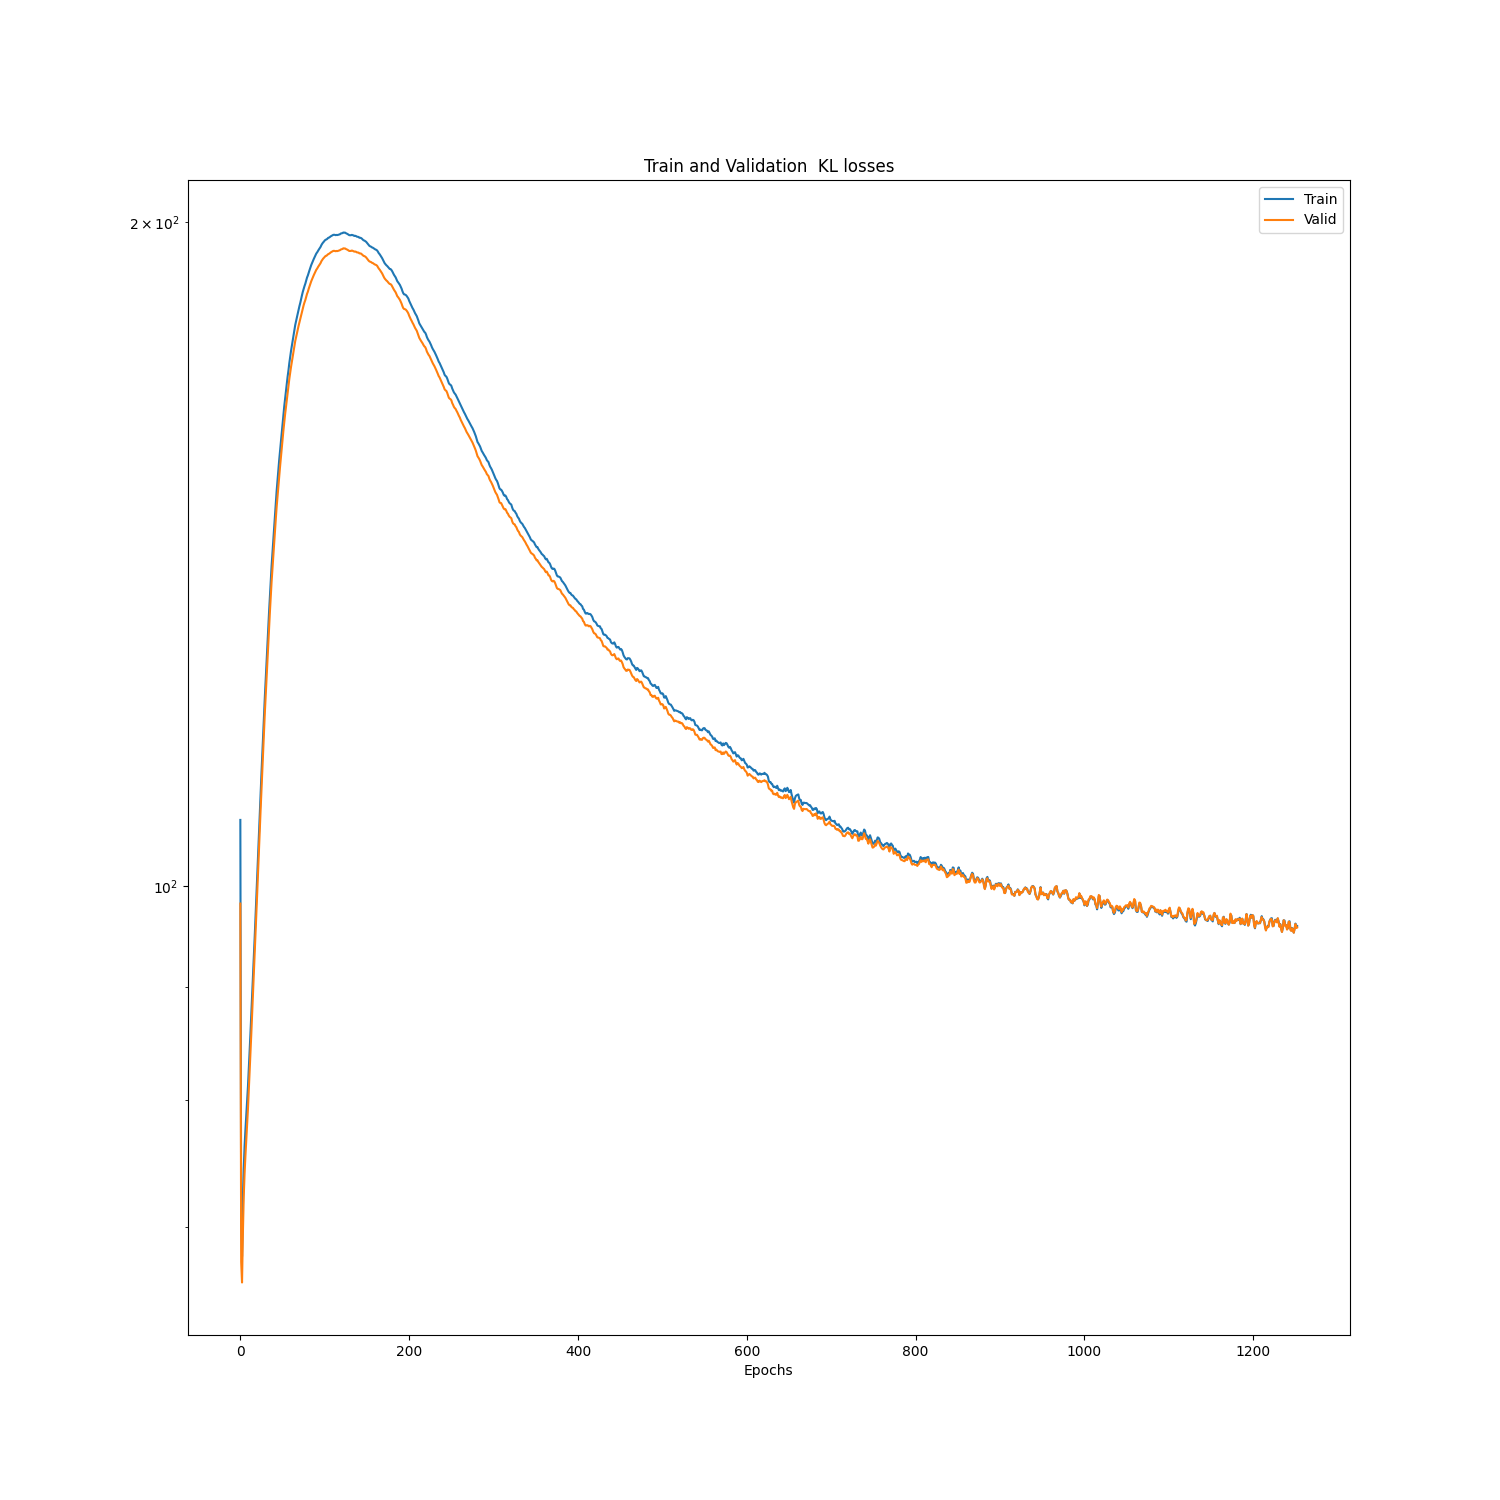 Train and Validation  KL losses
Train
Valid
2 × 10²
10²
0 200 400 600 800 1000 1200
Epochs